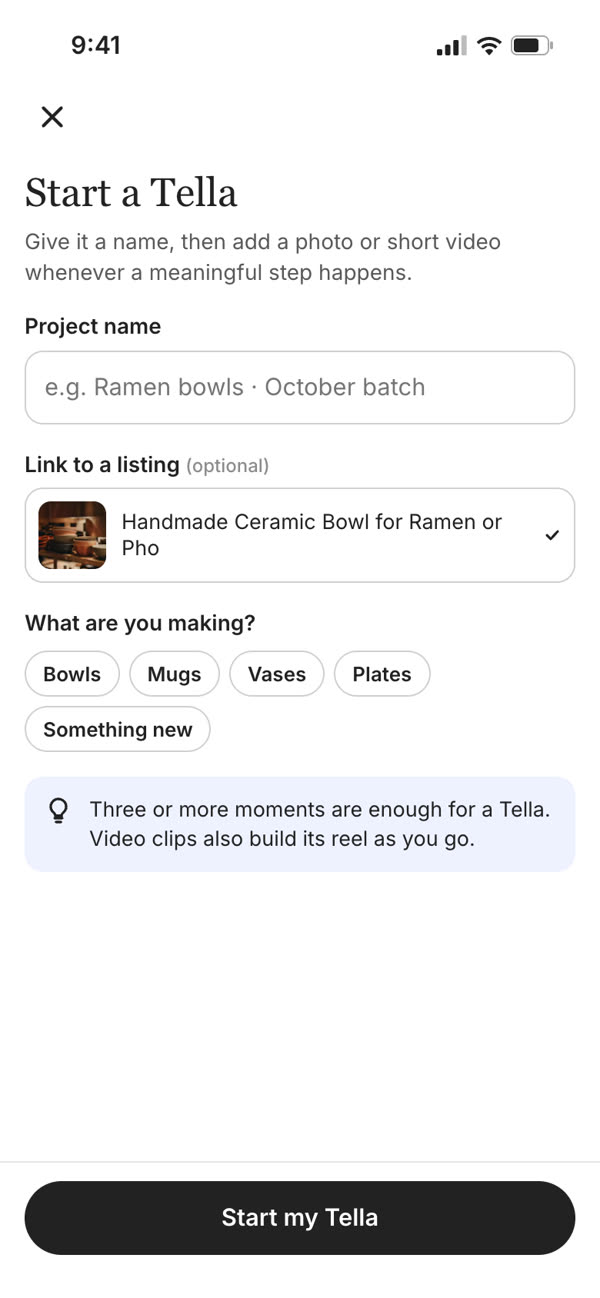 9:41
Start a Tella
Give it a name, then add a photo or short video
whenever a meaningful step happens.
Project name
e.g. Ramen bowls · October batch
Link to a listing (optional)
Handmade Ceramic Bowl for Ramen or
Pho
What are you making?
Bowls Mugs Vases Plates
Something new
Three or more moments are enough for a Tella.
Video clips also build its reel as you go.
Start my Tella